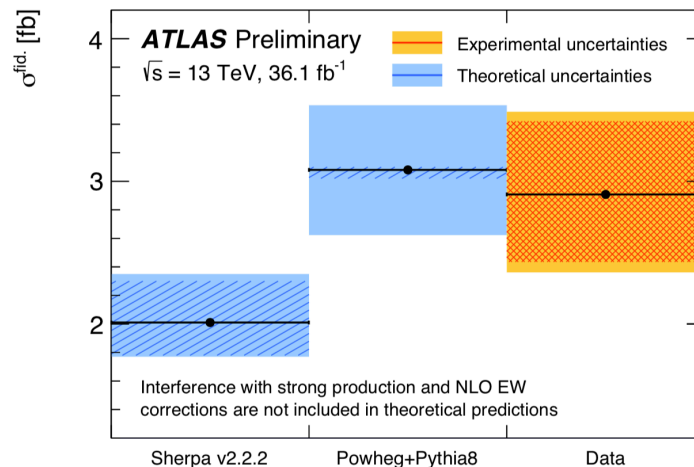 σ^fid. [fb]
4
3
2
ATLAS Preliminary
√s = 13 TeV, 36.1 fb⁻¹
Experimental uncertainties
Theoretical uncertainties
Interference with strong production and NLO EW
corrections are not included in theoretical predictions
Sherpa v2.2.2
Powheg+Pythia8
Data